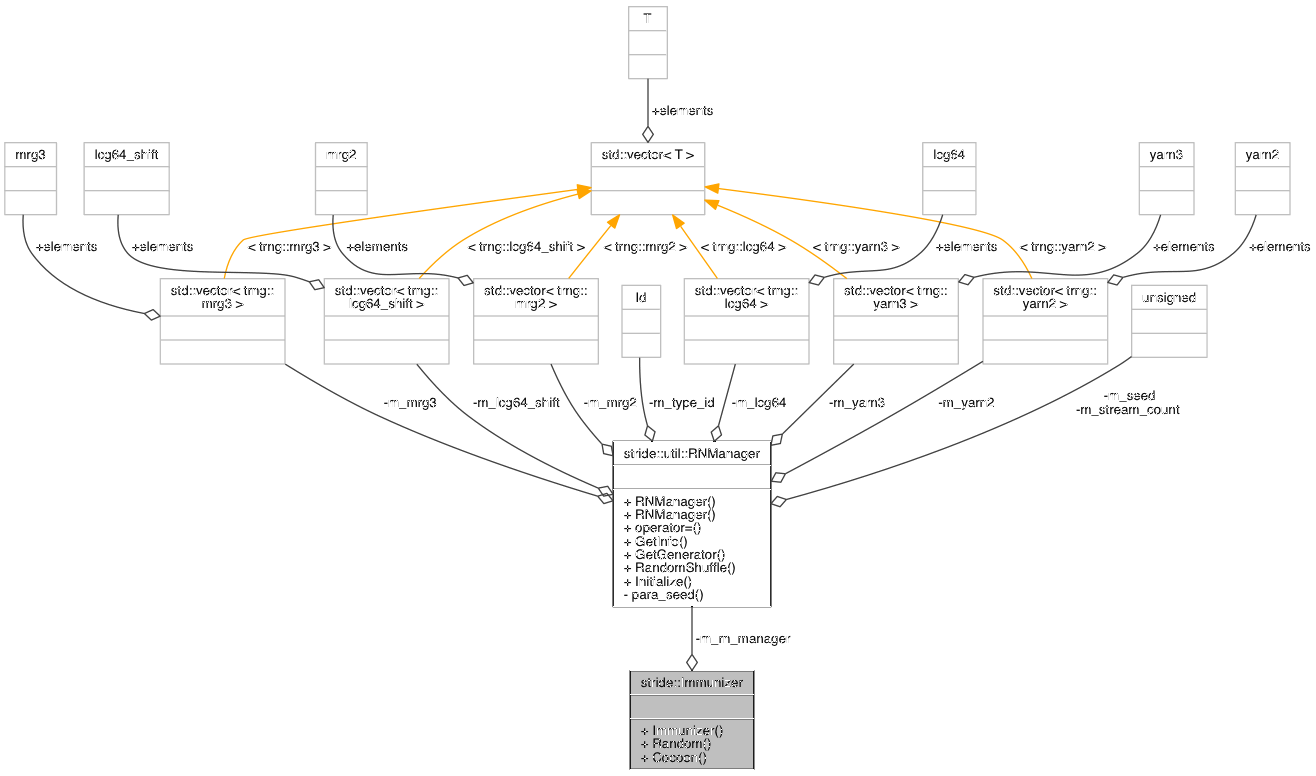 T
+elements
mrg3
lcg64_shift
mrg2
std::vector< T >
lcg64
yarn3
yarn2
+elements
+elements
+elements
< trng::mrg3 >
< trng::lcg64_shift >
< trng::mrg2 >
< trng::lcg64 >
< trng::yarn3 >
+elements
< trng::yarn2 >
+elements
+elements
std::vector< trng::
mrg3 >
std::vector< trng::
lcg64_shift >
std::vector< trng::
mrg2 >
Id
std::vector< trng::
lcg64 >
std::vector< trng::
yarn3 >
std::vector< trng::
yarn2 >
unsigned
-m_mrg3
-m_lcg64_shift
-m_mrg2
-m_type_id
-m_lcg64
-m_yarn3
-m_yarn2
-m_seed
-m_stream_count
stride::util::RNManager
+ RNManager()
+ RNManager()
+ operator=()
+ GetInfo()
+ GetGenerator()
+ RandomShuffle()
+ Initialize()
- para_seed()
-m_rn_manager
stride::Immunizer
+ Immunizer()
+ Random()
+ Cocoon()